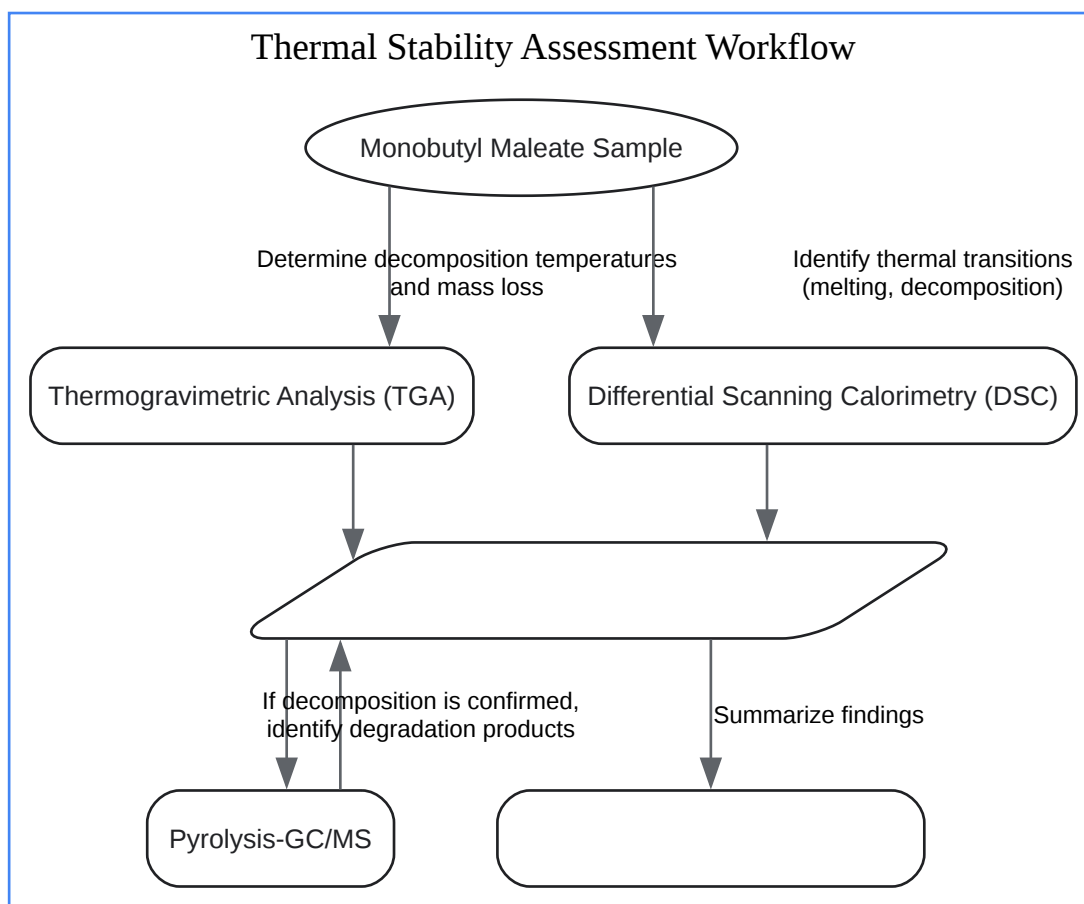 Thermal Stability Assessment Workflow
Monobutyl Maleate Sample
Determine decomposition temperatures
and mass loss
Identify thermal transitions
(melting, decomposition)
Thermogravimetric Analysis (TGA)
Differential Scanning Calorimetry (DSC)
If decomposition is confirmed,
identify degradation products
Summarize findings
Pyrolysis-GC/MS